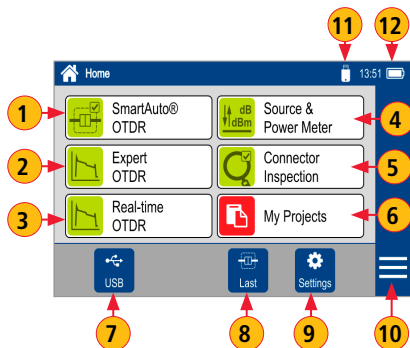 11
12
Home
13:51
1
SmartAuto®
OTDR
dB
dBm
Source &
Power Meter
4
2
Expert
OTDR
Connector
Inspection
5
3
Real-time
OTDR
My Projects
6
USB
Last
Settings
7
8
9
10